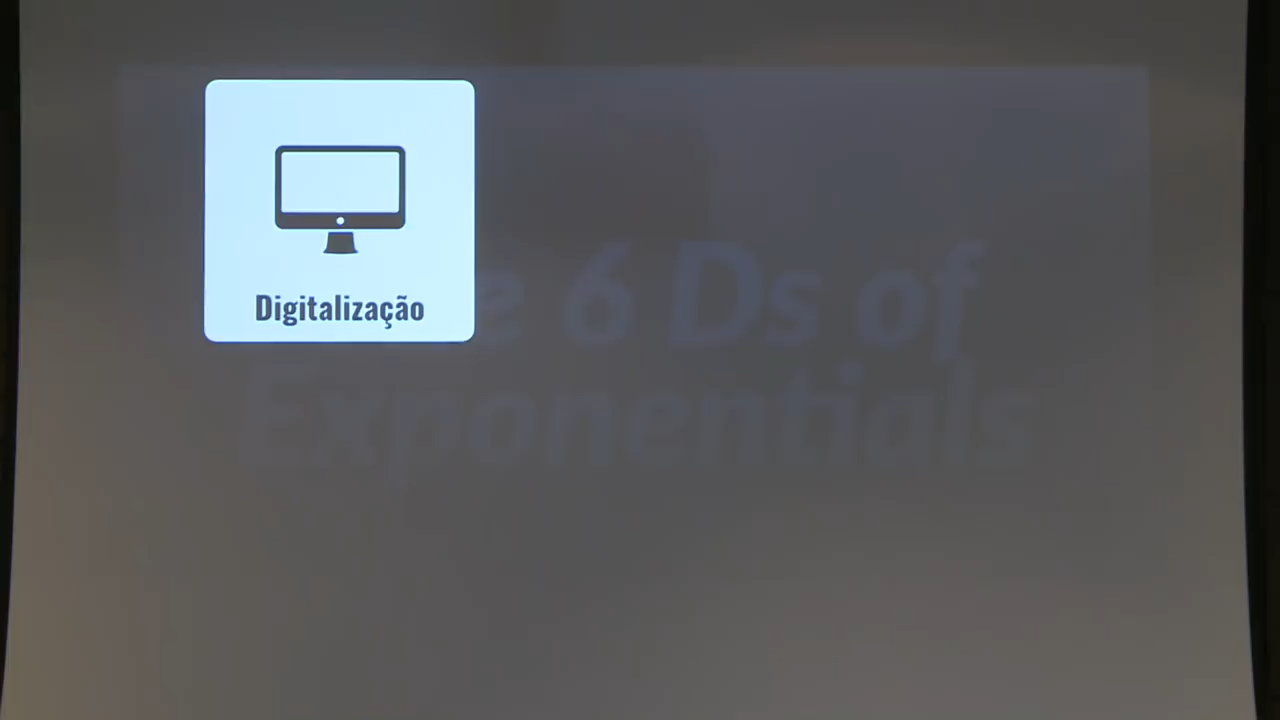 Digitalização
6 Ds of
Exponentials